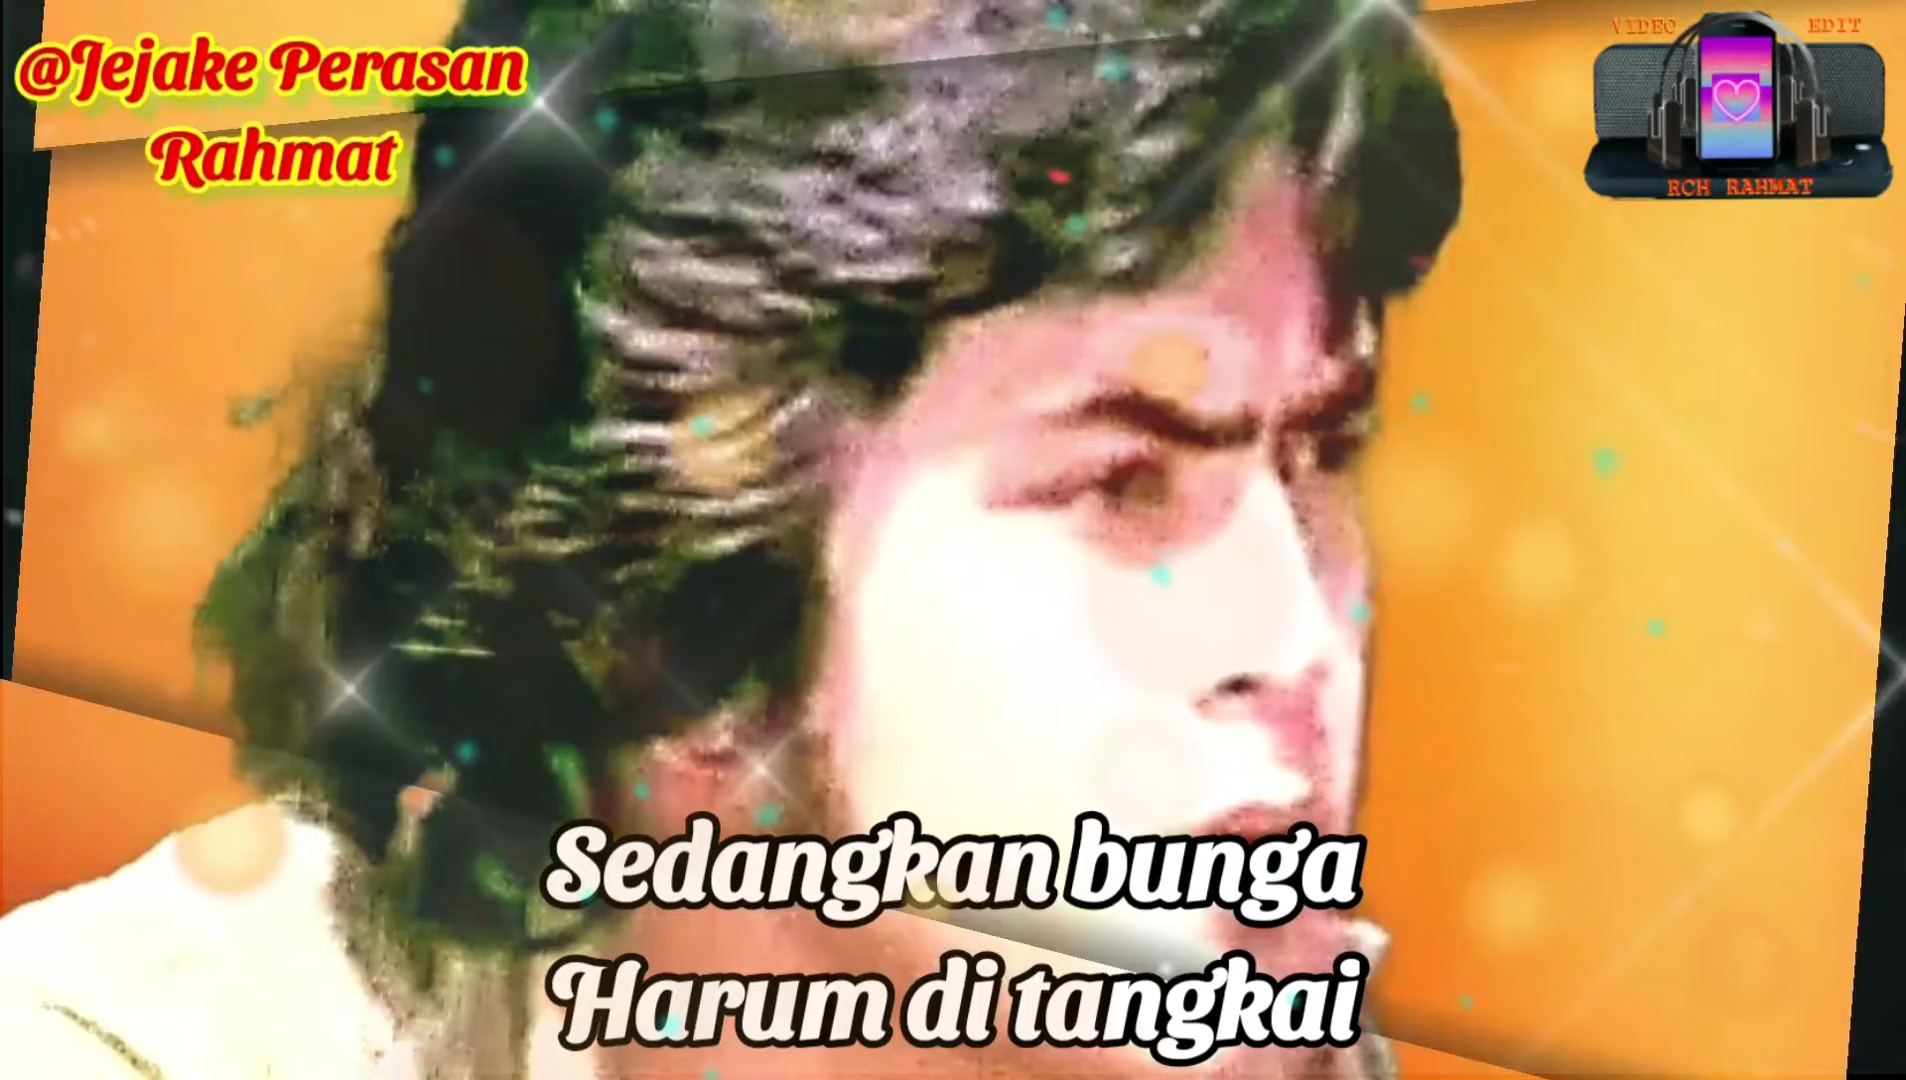 @Jejake Perasan
Rahmat
VIDEO EDIT
RCH RAHMAT
Sedangkan bunga
Harum di tangkai